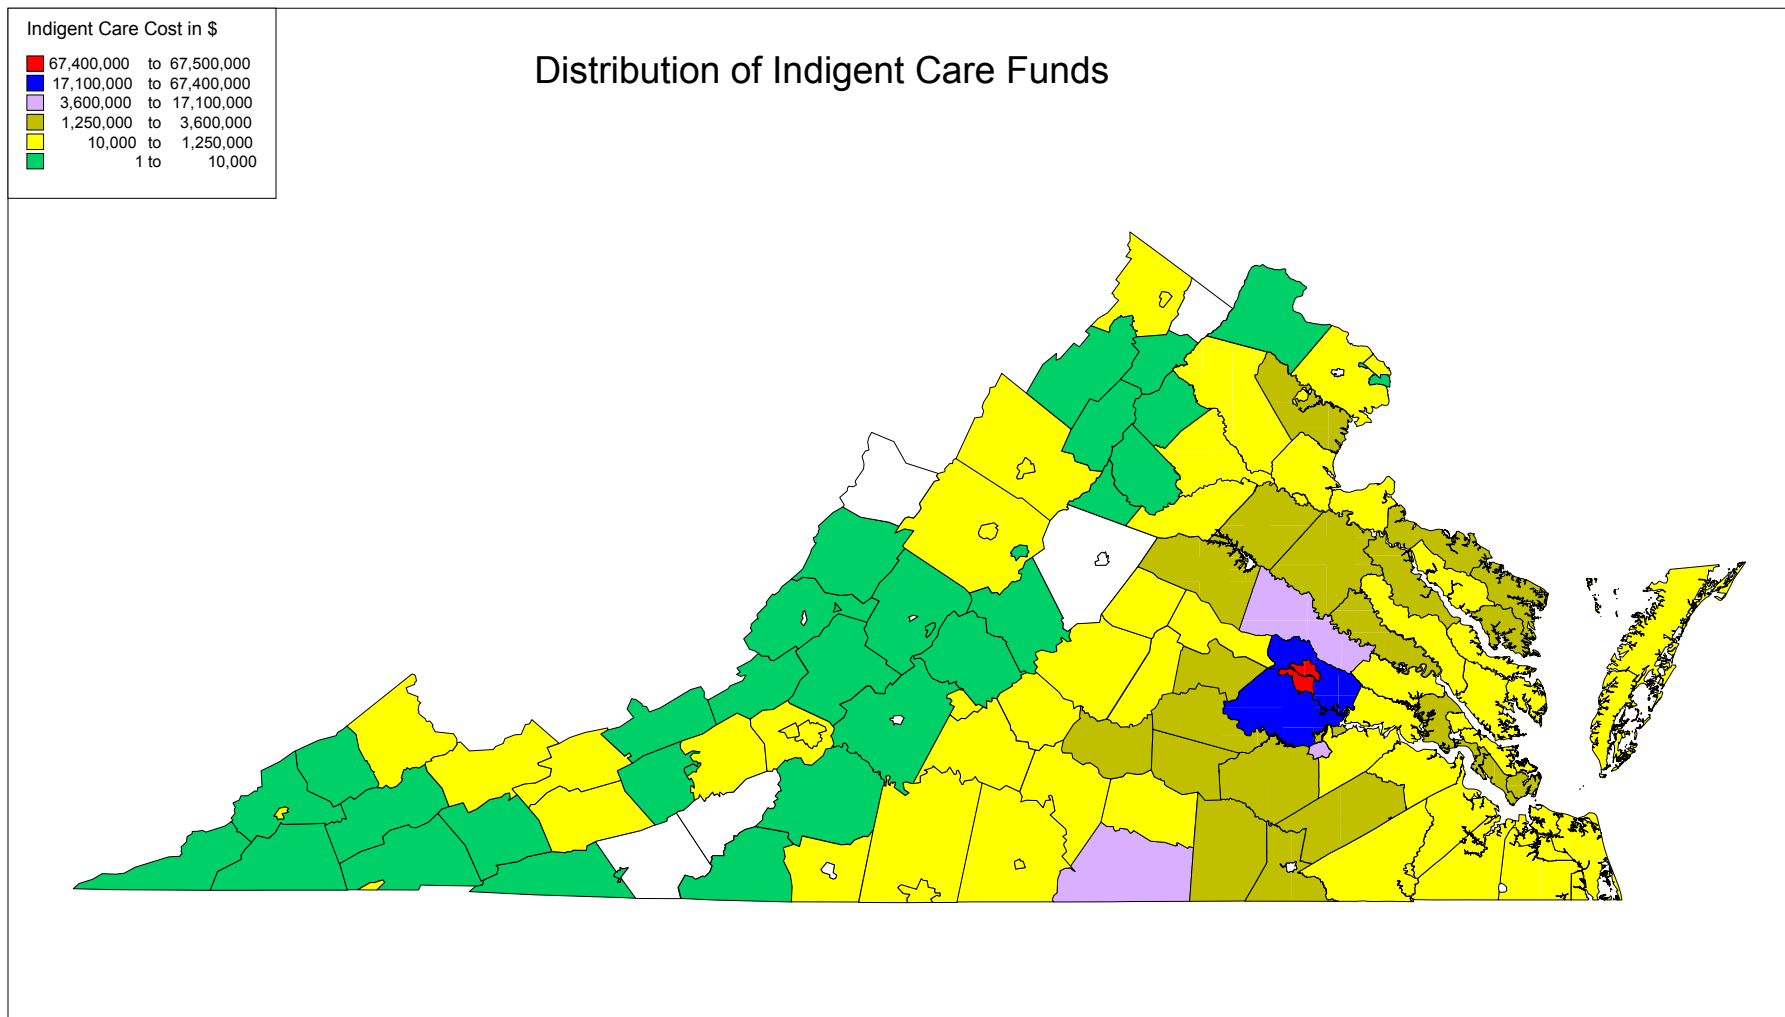 Indigent Care Cost in $
67,400,000 to 67,500,000
17,100,000 to 67,400,000
3,600,000 to 17,100,000
1,250,000 to 3,600,000
10,000 to 1,250,000
1 to 10,000
Distribution of Indigent Care Funds